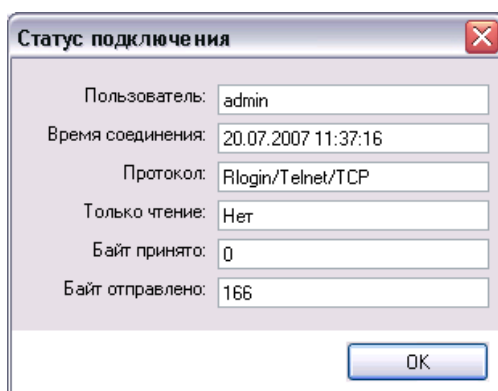 Статус подключения
Пользователь: admin
Время соединения: 20.07.2007 11:37:16
Протокол: Rlogin/Telnet/TCP
Только чтение: Нет
Байт принято: 0
Байт отправлено: 166
OK